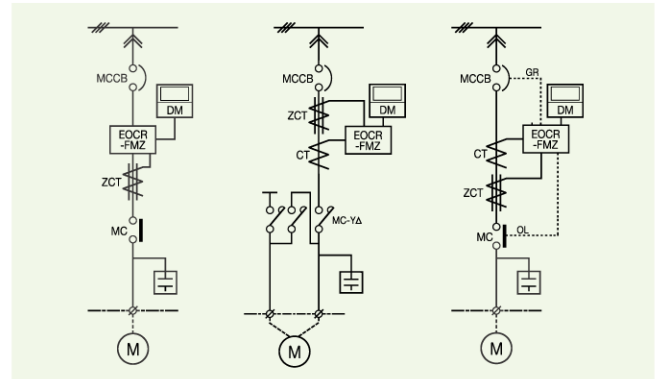 MCCB
DM
EOCR
-FMZ
ZCT
MC
M
MCCB
ZCT
DM
EOCR
-FMZ
CT
MC-YΔ
M
MCCB
GR
DM
EOCR
-FMZ
CT
ZCT
MC
OL
M